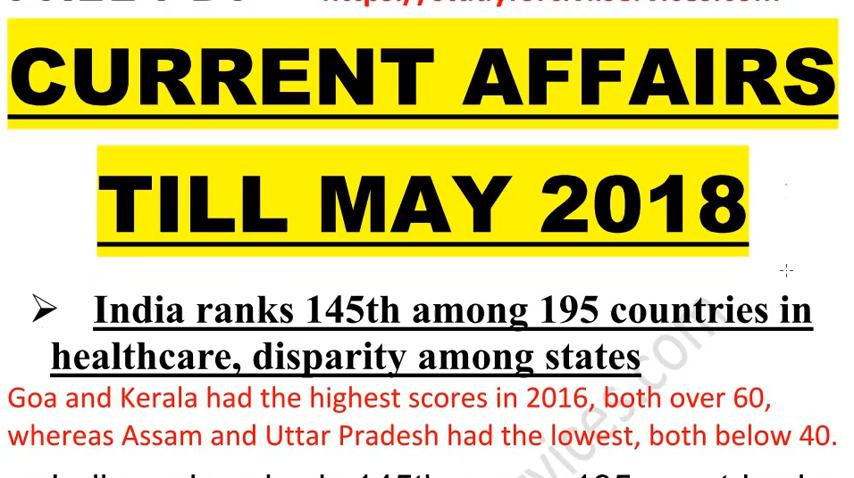 CURRENT AFFAIRS
TILL MAY 2018
➢ India ranks 145th among 195 countries in
healthcare, disparity among states
Goa and Kerala had the highest scores in 2016, both over 60,
whereas Assam and Uttar Pradesh had the lowest, both below 40.